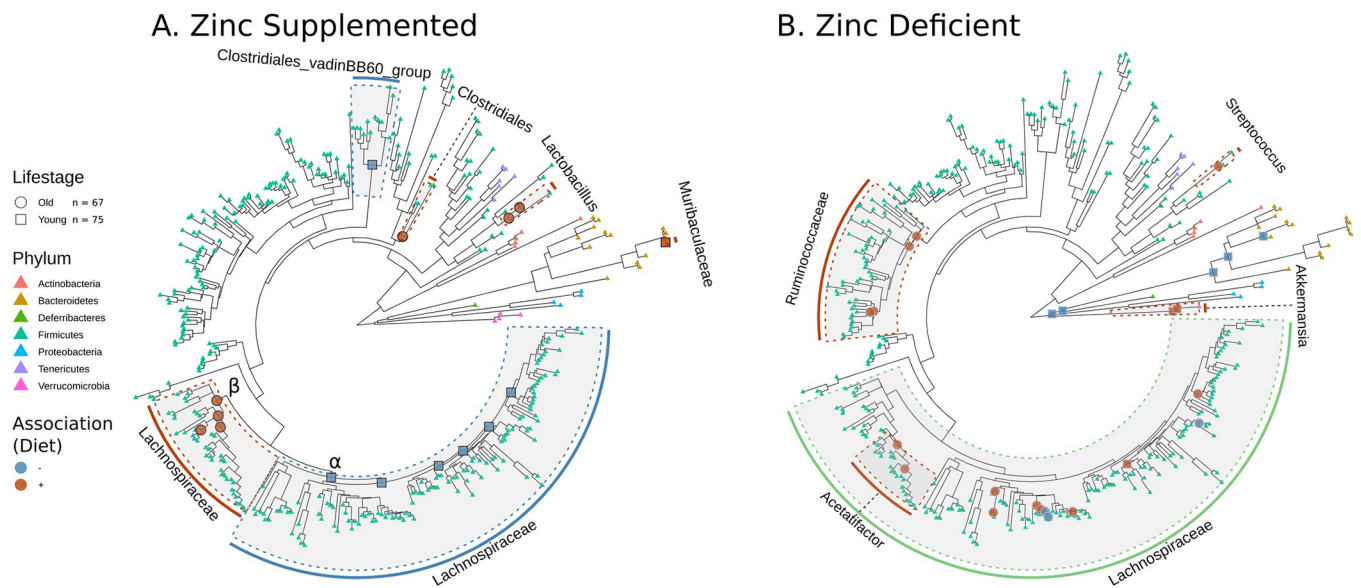 A. Zinc Supplemented
B. Zinc Deficient
Clostridiales_vadinBB60_group
Clostridiales
Lactobacillus
Muribaculaceae
Lifestage
Old n = 67
Young n = 75
Phylum
Actinobacteria
Bacteroidetes
Deferribacteres
Firmicutes
Proteobacteria
Tenericutes
Verrucomicrobia
Association
(Diet)
-
+
β
α
Lachnospiraceae
Lachnospiraceae
Streptococcus
Ruminococcaceae
Akkermansia
Acetatifactor
Lachnospiraceae